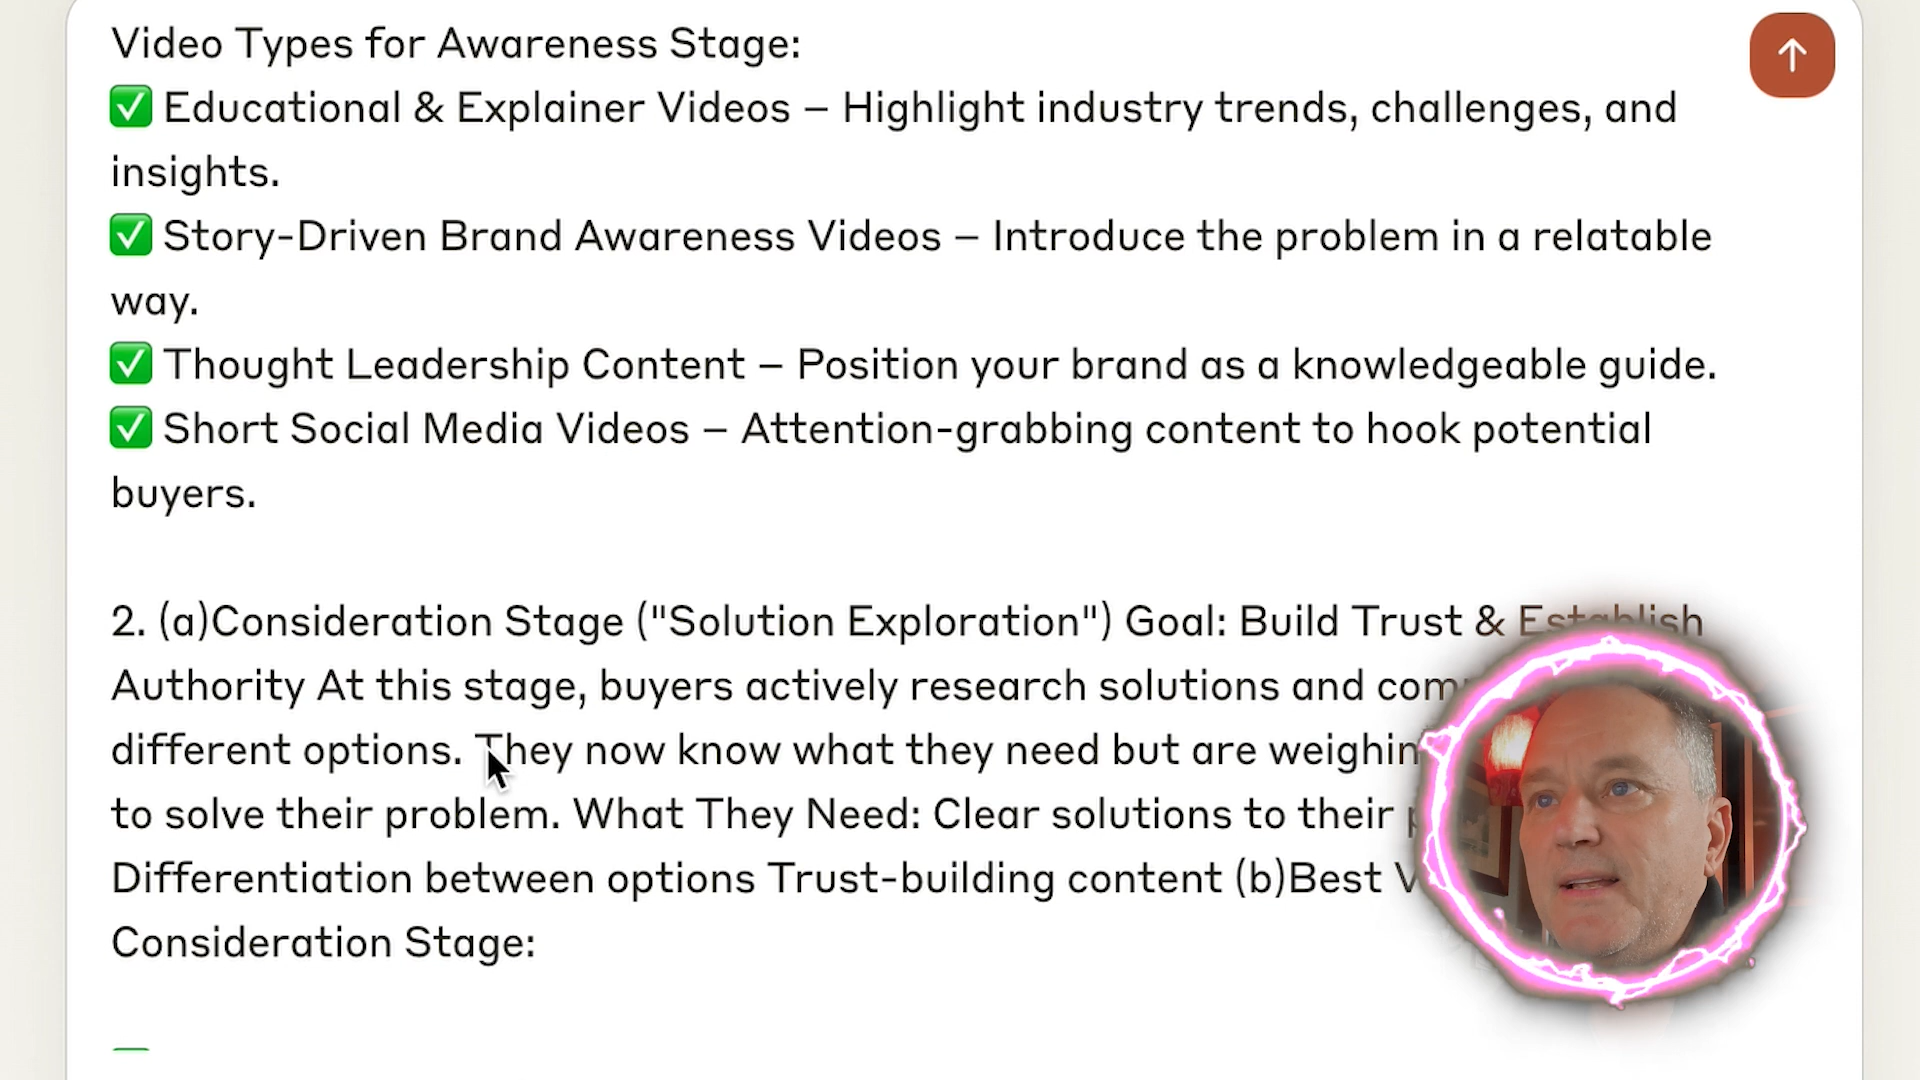 Video Types for Awareness Stage:
✅ Educational & Explainer Videos – Highlight industry trends, challenges, and
insights.
✅ Story-Driven Brand Awareness Videos – Introduce the problem in a relatable
way.
✅ Thought Leadership Content – Position your brand as a knowledgeable guide.
✅ Short Social Media Videos – Attention-grabbing content to hook potential
buyers.
2. (a)Consideration Stage ("Solution Exploration") Goal: Build Trust & Establish
Authority At this stage, buyers actively research solutions and
different options. They now know what they need but are
to solve their problem. What They Need: Clear solutions to their
Differentiation between options Trust-building content (b)Best
Consideration Stage: